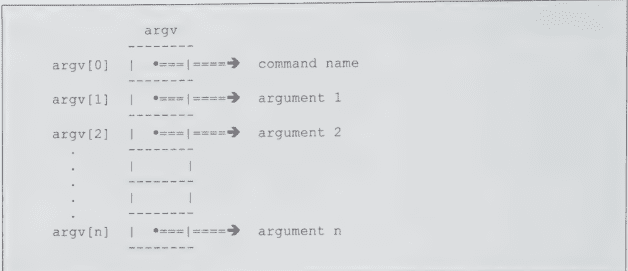 argv
--------
argv[0] | •===|====➔ command name
--------
argv[1] | •===|====➔ argument 1
--------
argv[2] | •===|====➔ argument 2
. --------
. | |
. --------
. | |
. --------
argv[n] | •===|====➔ argument n
--------